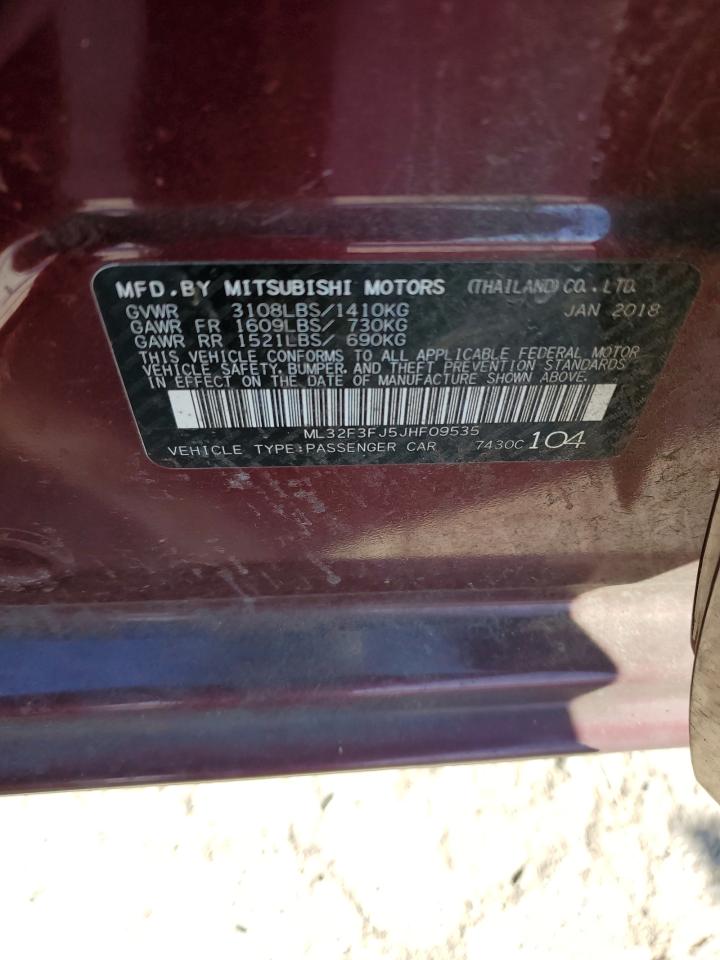 MFD.BY MITSUBISHI MOTORS (THAILAND) CO.,LTD.
GVWR 3108LBS/1410KG JAN 2018
GAWR FR 1609LBS/ 730KG
GAWR RR 1521LBS/ 690KG
THIS VEHICLE CONFORMS TO ALL APPLICABLE FEDERAL MOTOR
VEHICLE SAFETY, BUMPER, AND THEFT PREVENTION STANDARDS
IN EFFECT ON THE DATE OF MANUFACTURE SHOWN ABOVE.
ML32F3FJ5JHF09535
VEHICLE TYPE:PASSENGER CAR 7430C 104